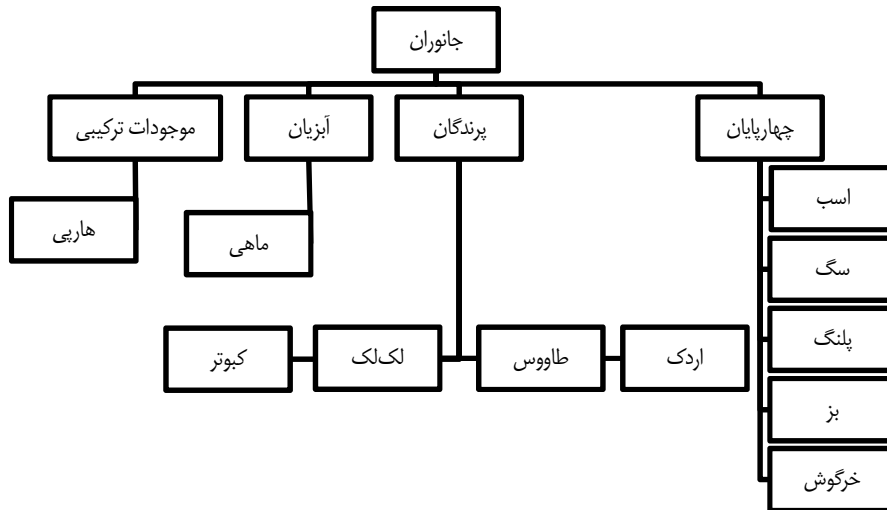 جانوران
چهارپایان
پرندگان
آبزیان
موجودات ترکیبی
اسب
سگ
پلنگ
بز
خرگوش
اردک
طاووس
لک‌لک
کبوتر
ماهی
هارپی